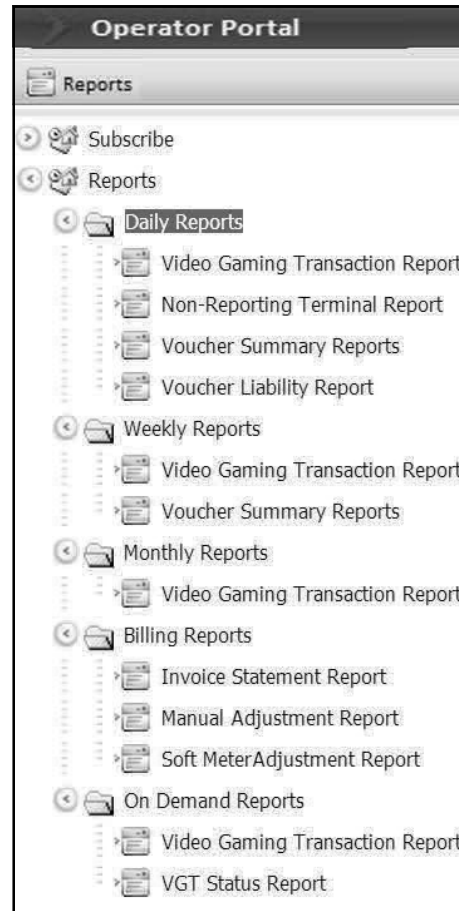 Operator Portal
Reports
Subscribe
Reports
Daily Reports
Video Gaming Transaction Report
Non-Reporting Terminal Report
Voucher Summary Reports
Voucher Liability Report
Weekly Reports
Video Gaming Transaction Report
Voucher Summary Reports
Monthly Reports
Video Gaming Transaction Report
Billing Reports
Invoice Statement Report
Manual Adjustment Report
Soft MeterAdjustment Report
On Demand Reports
Video Gaming Transaction Report
VGT Status Report